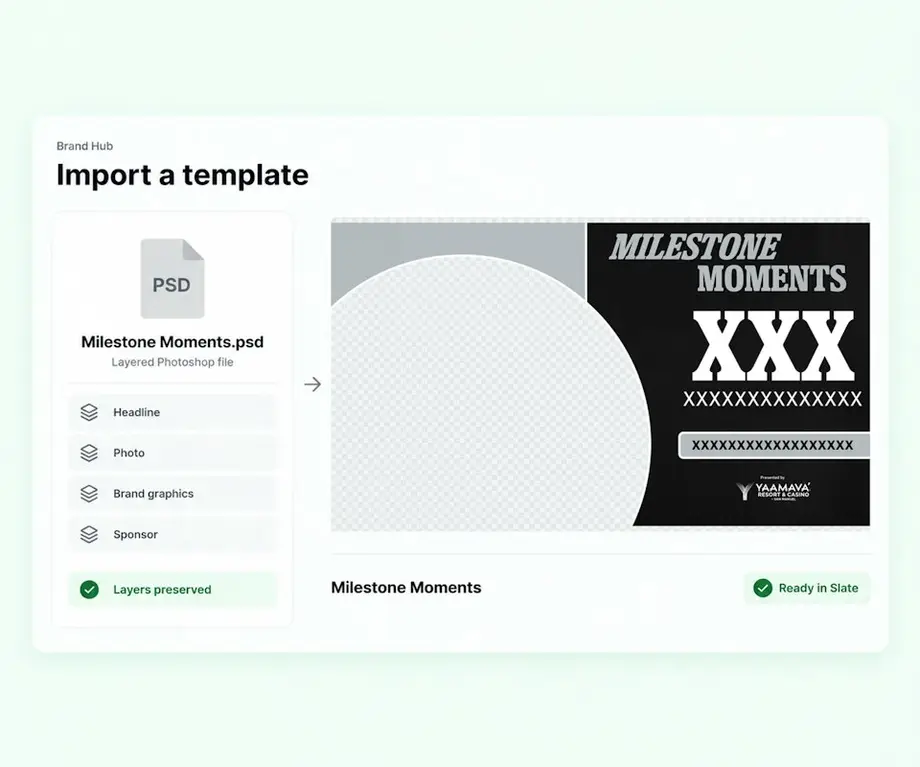 Brand Hub
Import a template
PSD
Milestone Moments.psd
Layered Photoshop file
Headline
Photo
Brand graphics
Sponsor
Layers preserved
MILESTONE
MOMENTS
XXX
XXXXXXXXXXXXXX
XXXXXXXXXXXXXXXXXX
Presented by
YAAMAVA'
RESORT & CASINO
Milestone Moments
Ready in Slate